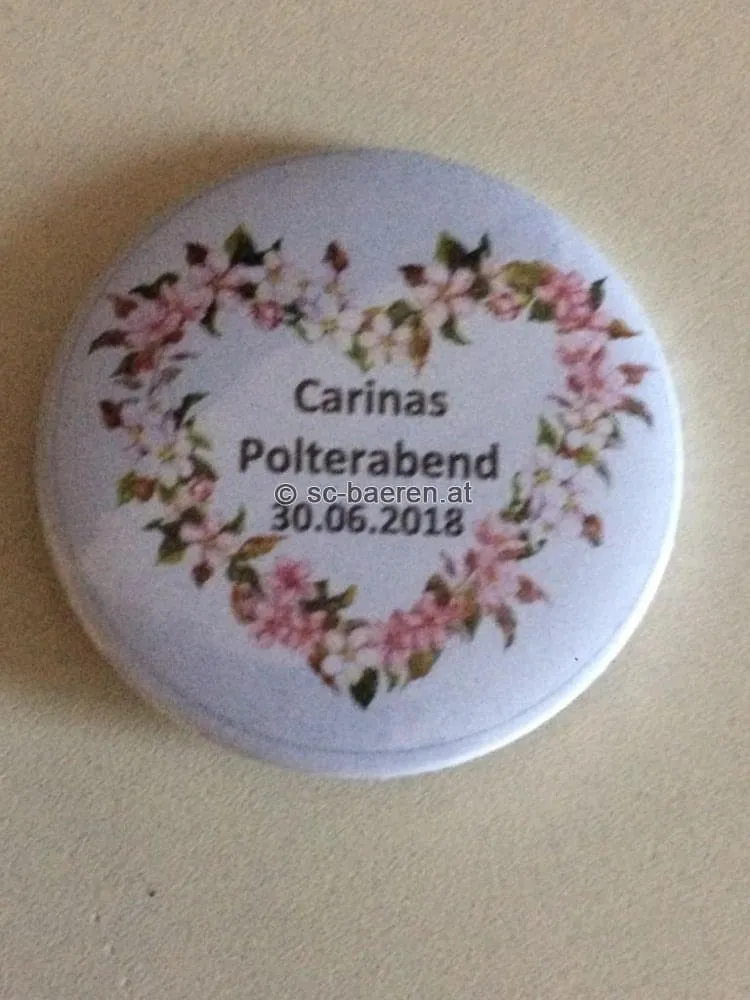 Carinas
Polterabend
© sc-baeren.at
30.06.2018